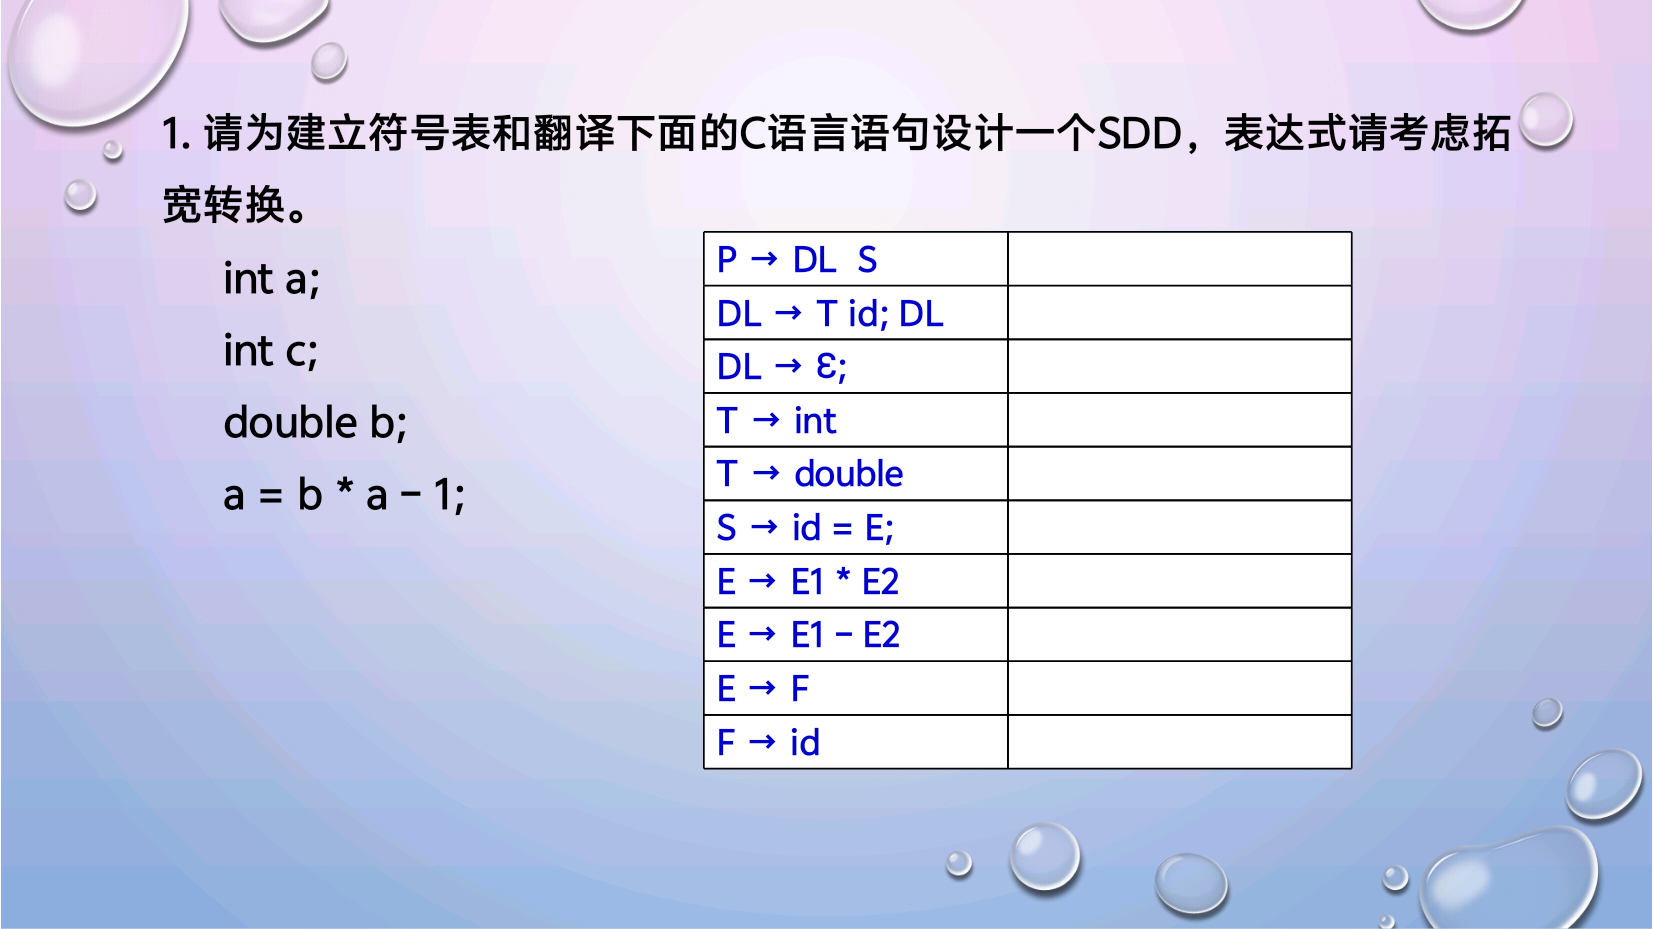 1. 请为建立符号表和翻译下面的C语言语句设计一个SDD，表达式请考虑拓
宽转换。
int a;
int c;
double b;
a = b * a – 1;
P → DL S
DL → T id; DL
DL → Ɛ;
T → int
T → double
S → id = E;
E → E1 * E2
E → E1 – E2
E → F
F → id